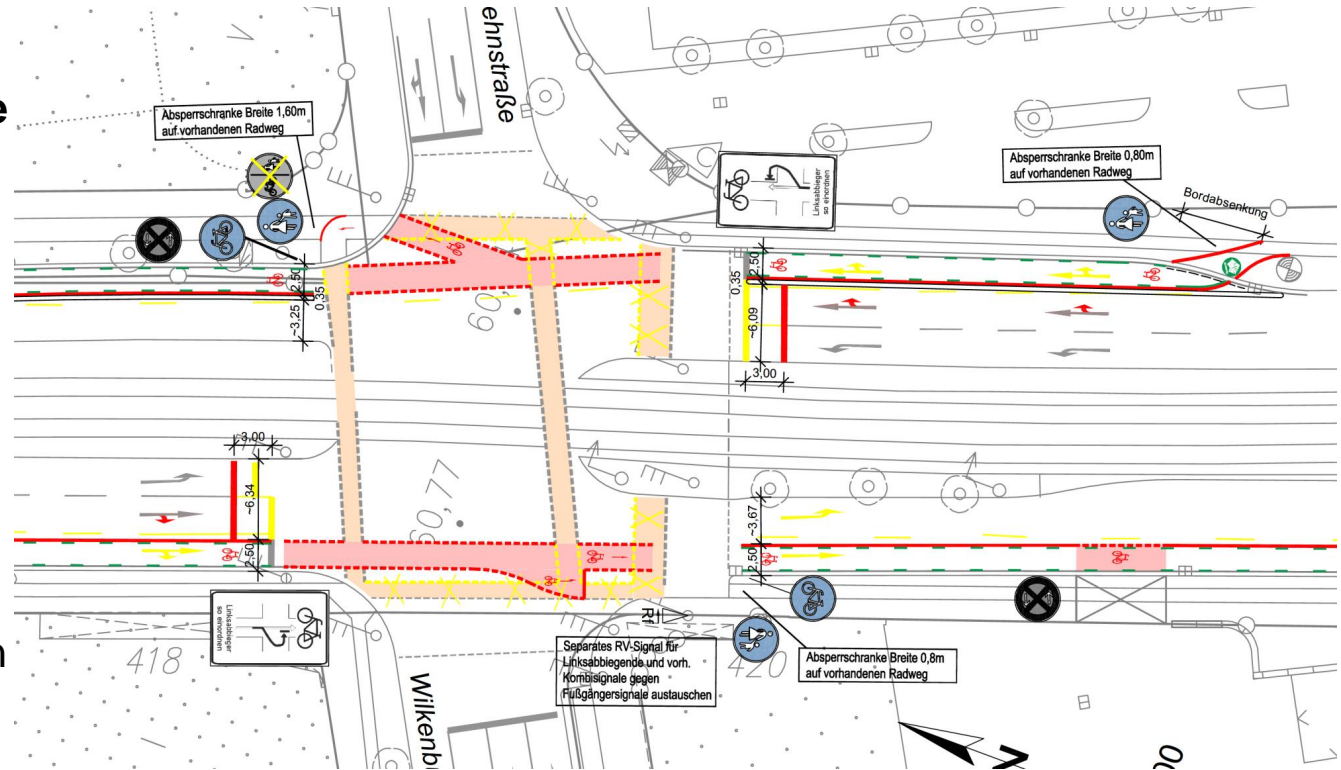 e
ehnstraße
Absperrschranke Breite 1,60m
auf vorhandenen Radweg
Linksabbieger
so einordnen
Absperrschranke Breite 0,80m
auf vorhandenen Radweg
Bordabsenkung
2,50
0,35
~3,25
60
2,50
0,35
~6,09
3,00
3,00
~6,34
2,50
60,77
~3,67
2,50
Linksabbieger
so einordnen
n
418
Wilkenb
Rf
Separates RV-Signal für
Linksabbiegende und vorh.
Kombisignale gegen
Fußgängersignale austauschen
420
Absperrschranke Breite 0,8m
auf vorhandenen Radweg
N
00